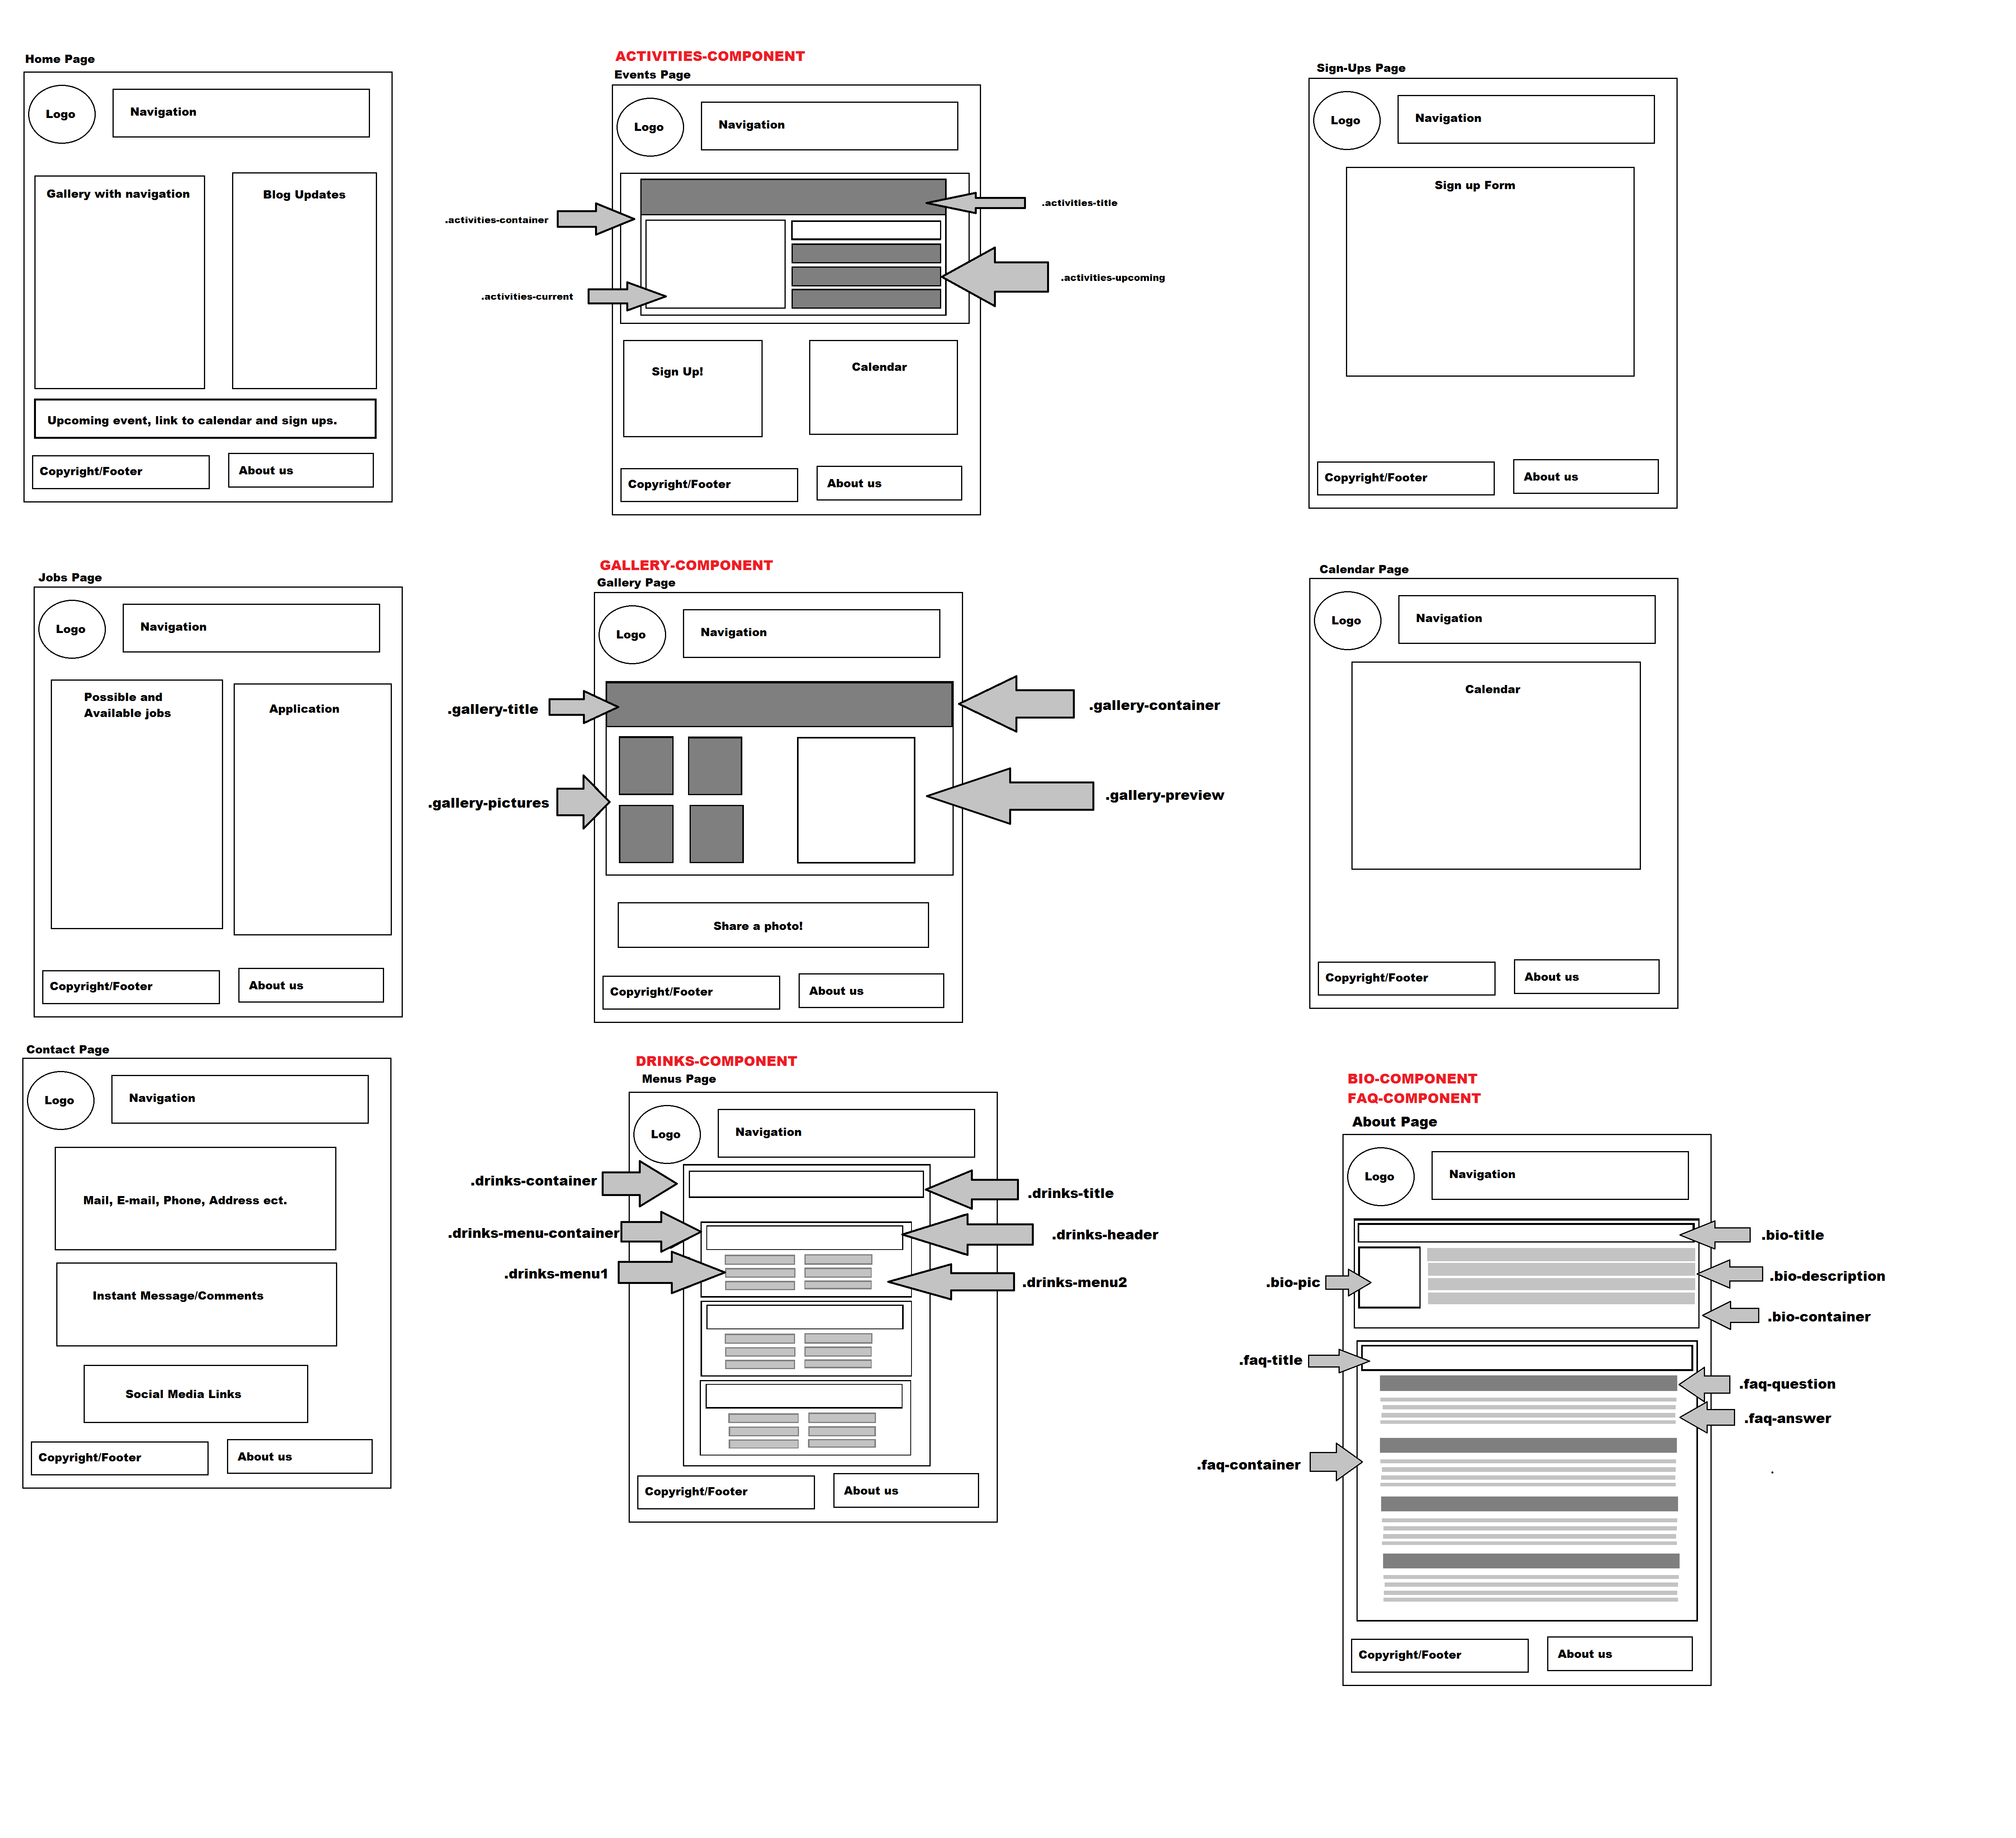 Home Page
Logo
Navigation
Gallery with navigation
Blog Updates
Upcoming event, link to calendar and sign ups.
Copyright/Footer
About us
ACTIVITIES-COMPONENT
Events Page
Logo
Navigation
.activities-container
.activities-title
.activities-current
.activities-upcoming
Sign Up!
Calendar
Copyright/Footer
About us
Sign-Ups Page
Logo
Navigation
Sign up Form
Copyright/Footer
About us
Jobs Page
Logo
Navigation
Possible and
Available jobs
Application
Copyright/Footer
About us
GALLERY-COMPONENT
Gallery Page
Logo
Navigation
.gallery-title
.gallery-container
.gallery-pictures
.gallery-preview
Share a photo!
Copyright/Footer
About us
Calendar Page
Logo
Navigation
Calendar
Copyright/Footer
About us
Contact Page
Logo
Navigation
Mail, E-mail, Phone, Address ect.
Instant Message/Comments
Social Media Links
Copyright/Footer
About us
DRINKS-COMPONENT
Menus Page
Logo
Navigation
.drinks-container
.drinks-title
.drinks-menu-container
.drinks-header
.drinks-menu1
.drinks-menu2
Copyright/Footer
About us
BIO-COMPONENT
FAQ-COMPONENT
About Page
Logo
Navigation
.bio-title
.bio-pic
.bio-description
.bio-container
.faq-title
.faq-question
.faq-answer
.faq-container
.
Copyright/Footer
About us